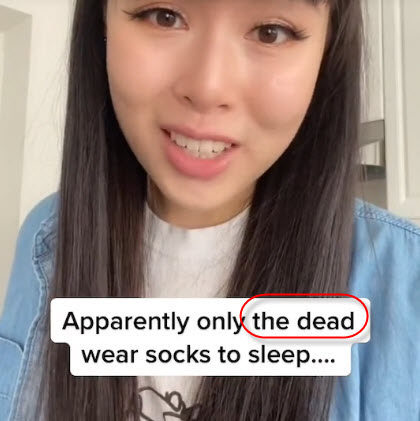 Apparently only the dead
wear socks to sleep....